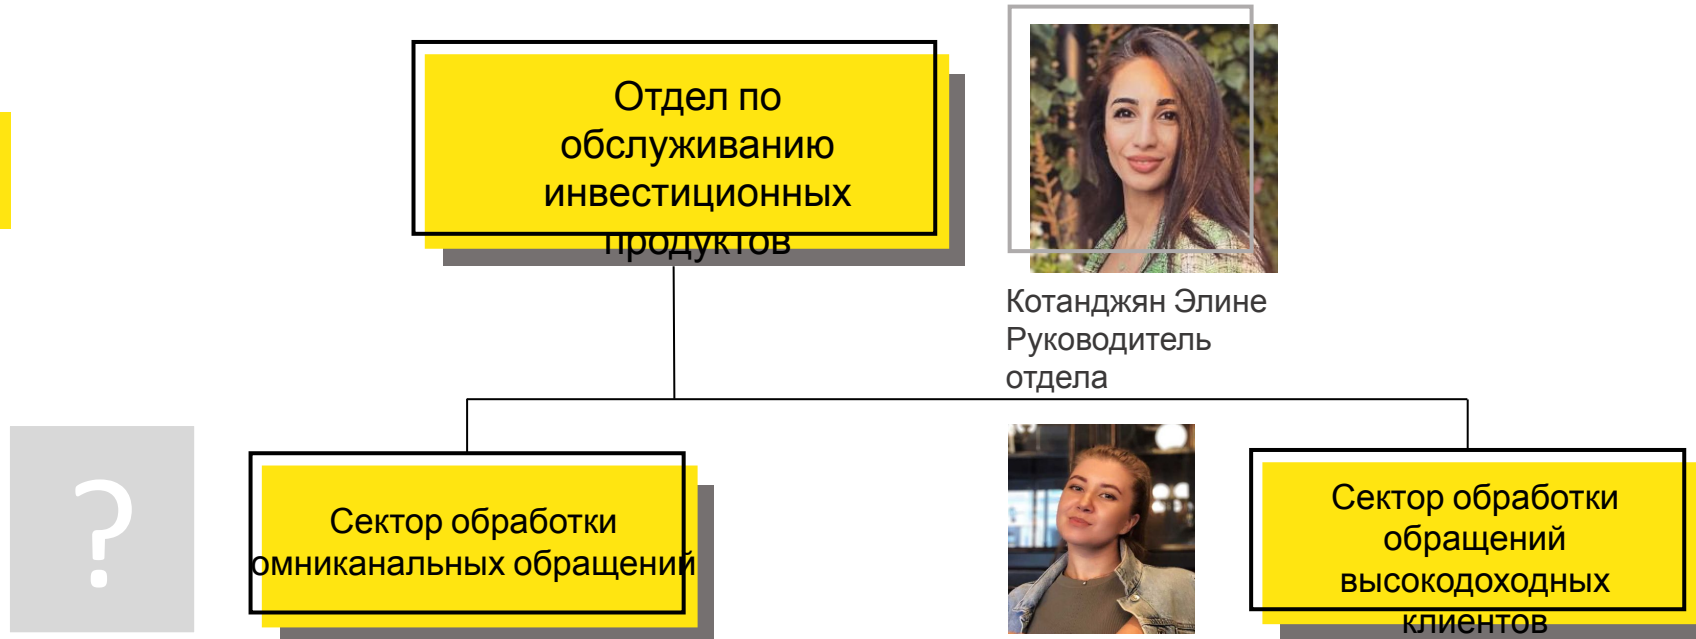 Отдел по
обслуживанию
инвестиционных
продуктов
Котанджян Элине
Руководитель
отдела
?
Сектор обработки
омниканальных обращений
Сектор обработки
обращений
высокодоходных
клиентов